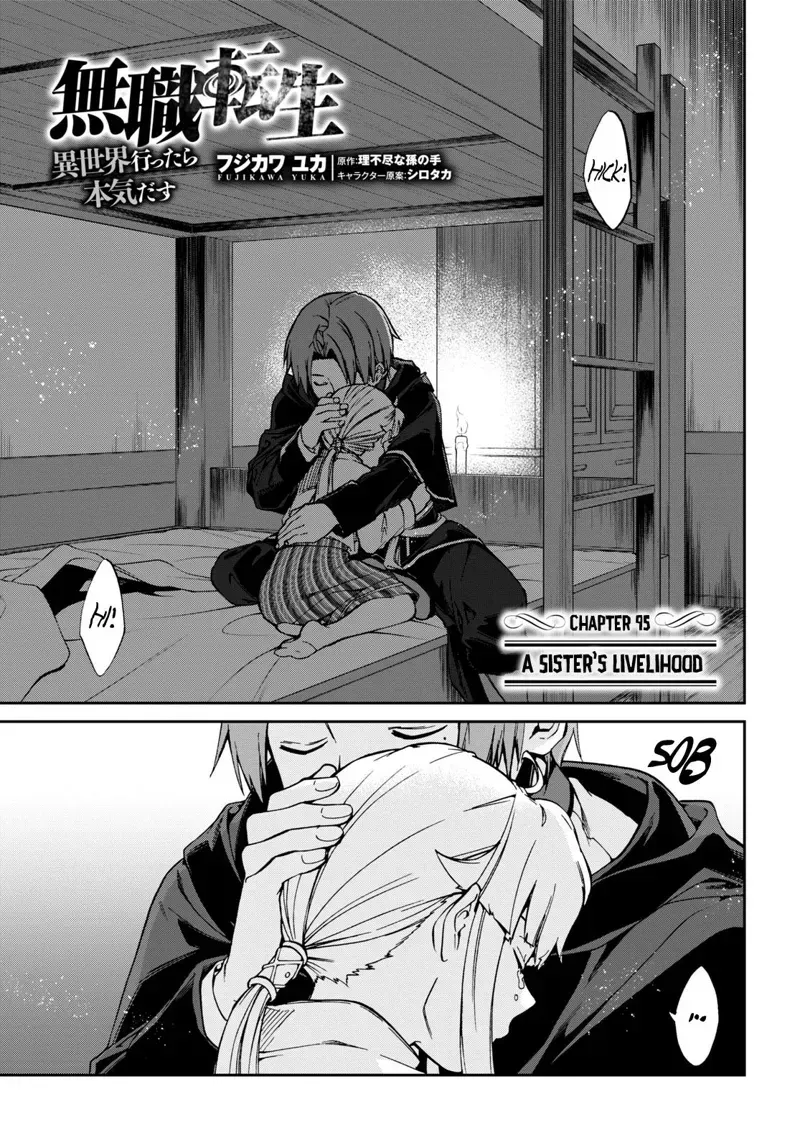 無職転生
異世界行ったら
本気だす
フジカワ ユカ
FUJIKAWA YUKA
原作:理不尽な孫の手
キャラクター原案:シロタカ
HICK!
HI!
CHAPTER 95
A SISTER'S LIVELIHOOD
SOB
...